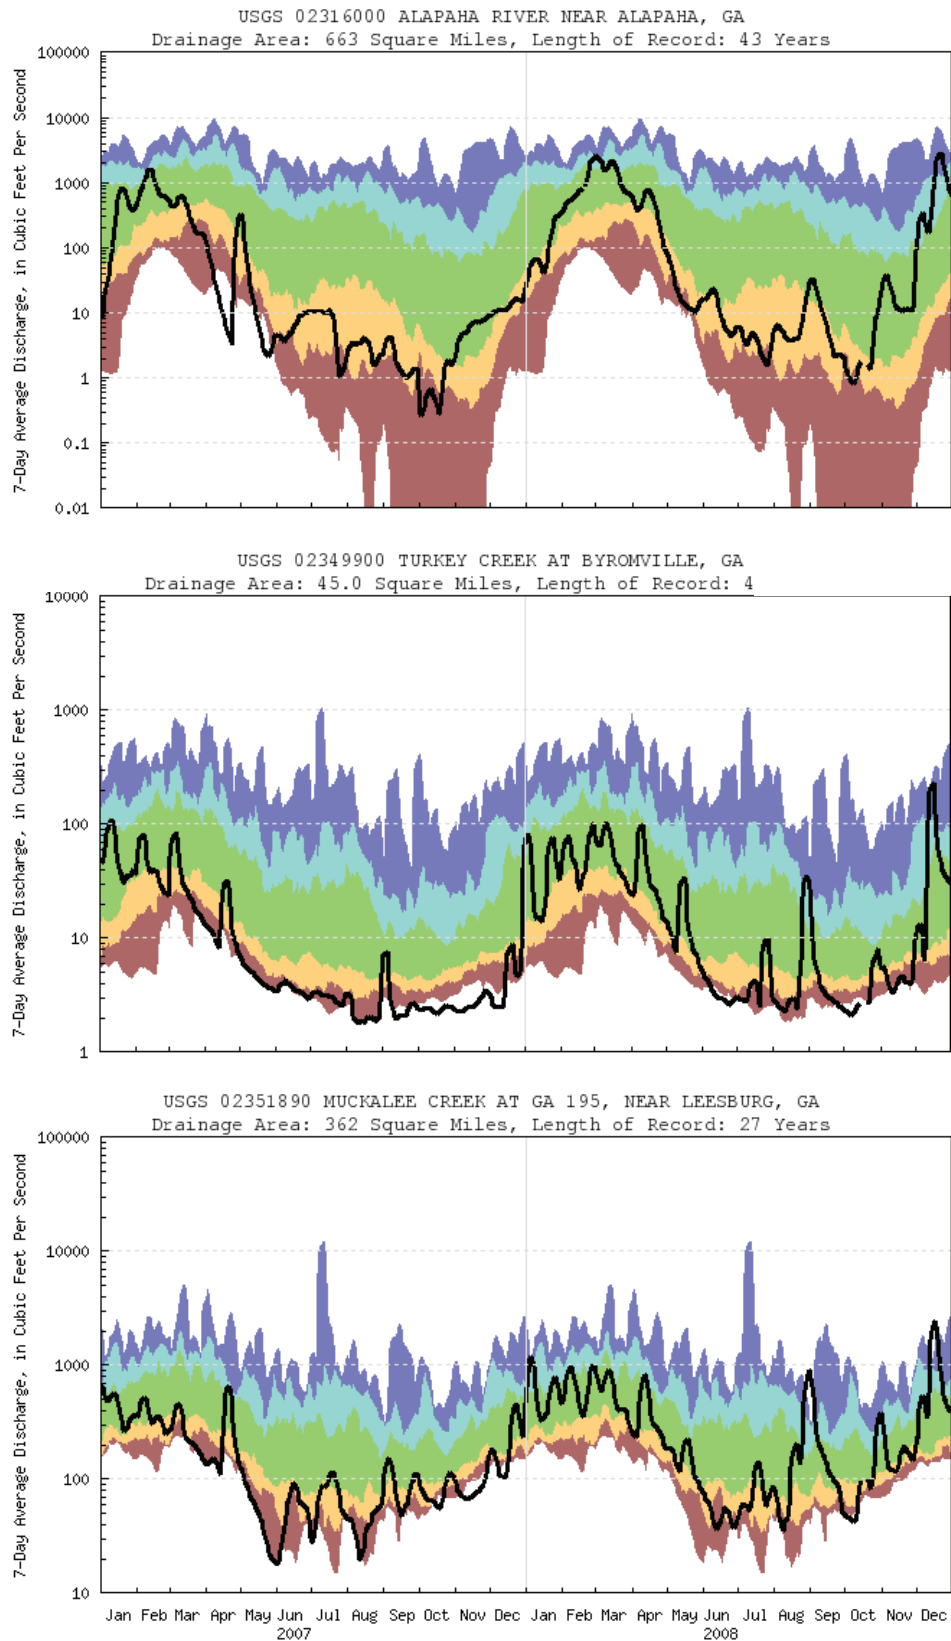 USGS 02316000 ALAPAHA RIVER NEAR ALAPAHA, GA
Drainage Area: 663 Square Miles, Length of Record: 43 Years
7-Day Average Discharge, in Cubic Feet Per Second
100000
10000
1000
100
10
1
0.1
0.01
USGS 02349900 TURKEY CREEK AT BYROMVILLE, GA
Drainage Area: 45.0 Square Miles, Length of Record: 4
7-Day Average Discharge, in Cubic Feet Per Second
10000
1000
100
10
1
USGS 02351890 MUCKALEE CREEK AT GA 195, NEAR LEESBURG, GA
Drainage Area: 362 Square Miles, Length of Record: 27 Years
7-Day Average Discharge, in Cubic Feet Per Second
100000
10000
1000
100
10
Jan Feb Mar Apr May Jun Jul Aug Sep Oct Nov Dec Jan Feb Mar Apr May Jun Jul Aug Sep Oct Nov Dec
2007 2008